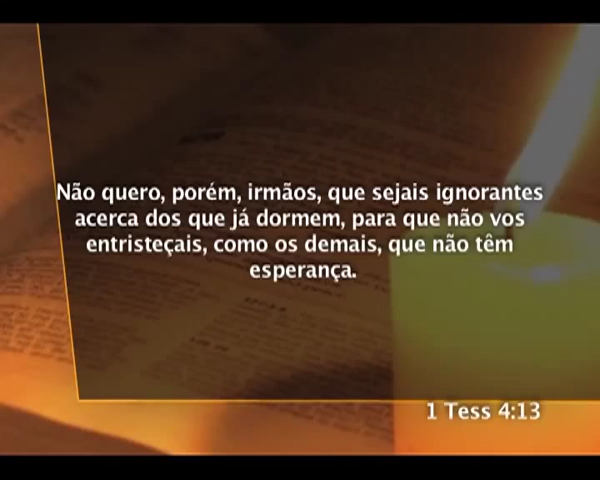 Não quero, porém, irmãos, que sejais ignorantes
acerca dos que já dormem, para que não vos
entristeçais, como os demais, que não têm
esperança.
1 Tess 4:13